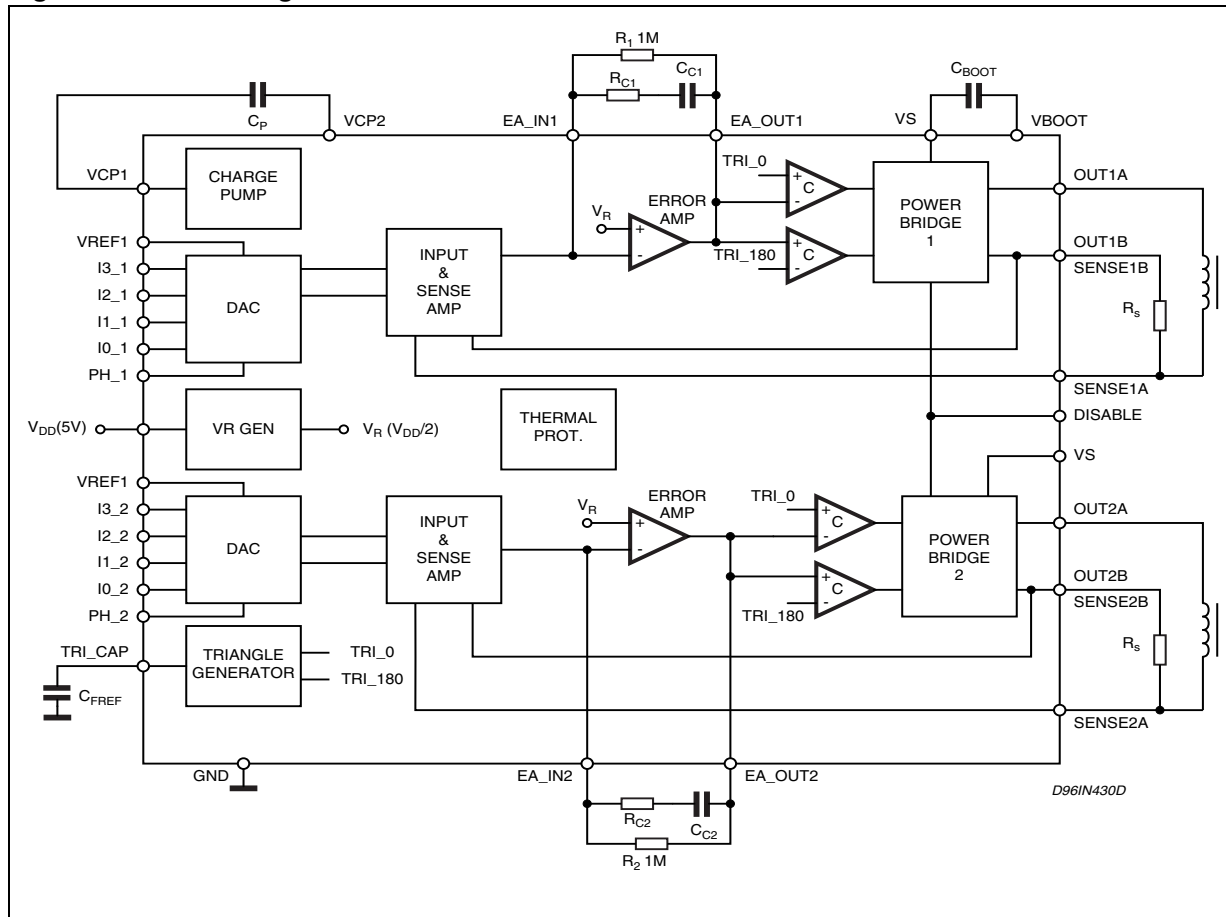 R1 1M
RC1
CC1
CBOOT
CP
VCP2
EA_IN1
EA_OUT1
VS
VBOOT
VCP1
CHARGE
PUMP
TRI_0
+
-
C
OUT1A
VREF1
I3_1
I2_1
I1_1
I0_1
PH_1
DAC
INPUT
&
SENSE
AMP
VR
+
-
ERROR
AMP
TRI_180
+
-
C
POWER
BRIDGE
1
OUT1B
SENSE1B
Rs
SENSE1A
VDD(5V)
VR GEN
VR (VDD/2)
THERMAL
PROT.
DISABLE
VS
VREF1
I3_2
I2_2
I1_2
I0_2
PH_2
DAC
INPUT
&
SENSE
AMP
VR
+
-
ERROR
AMP
TRI_0
+
-
C
TRI_180
+
-
C
POWER
BRIDGE
2
OUT2A
OUT2B
SENSE2B
Rs
SENSE2A
TRI_CAP
CFREF
TRIANGLE
GENERATOR
TRI_0
TRI_180
GND
EA_IN2
EA_OUT2
RC2
CC2
R2 1M
D96IN430D